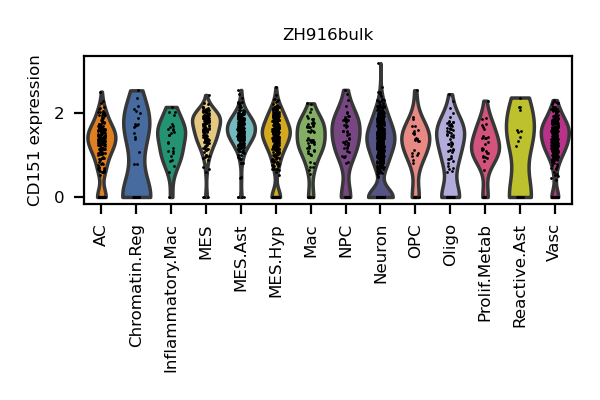 ZH916bulk
CD151 expression
2
0
AC
Chromatin.Reg
Inflammatory.Mac
MES
MES.Ast
MES.Hyp
Mac
NPC
Neuron
OPC
Oligo
Prolif.Metab
Reactive.Ast
Vasc